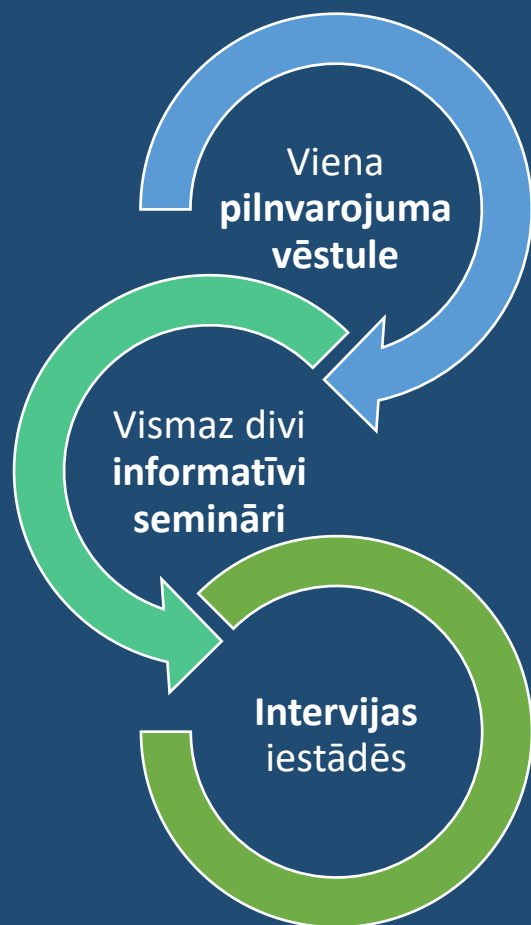 Viena
pilnvarojuma
vēstule
Vismaz divi
informatīvi
semināri
Intervijas
iestādēs